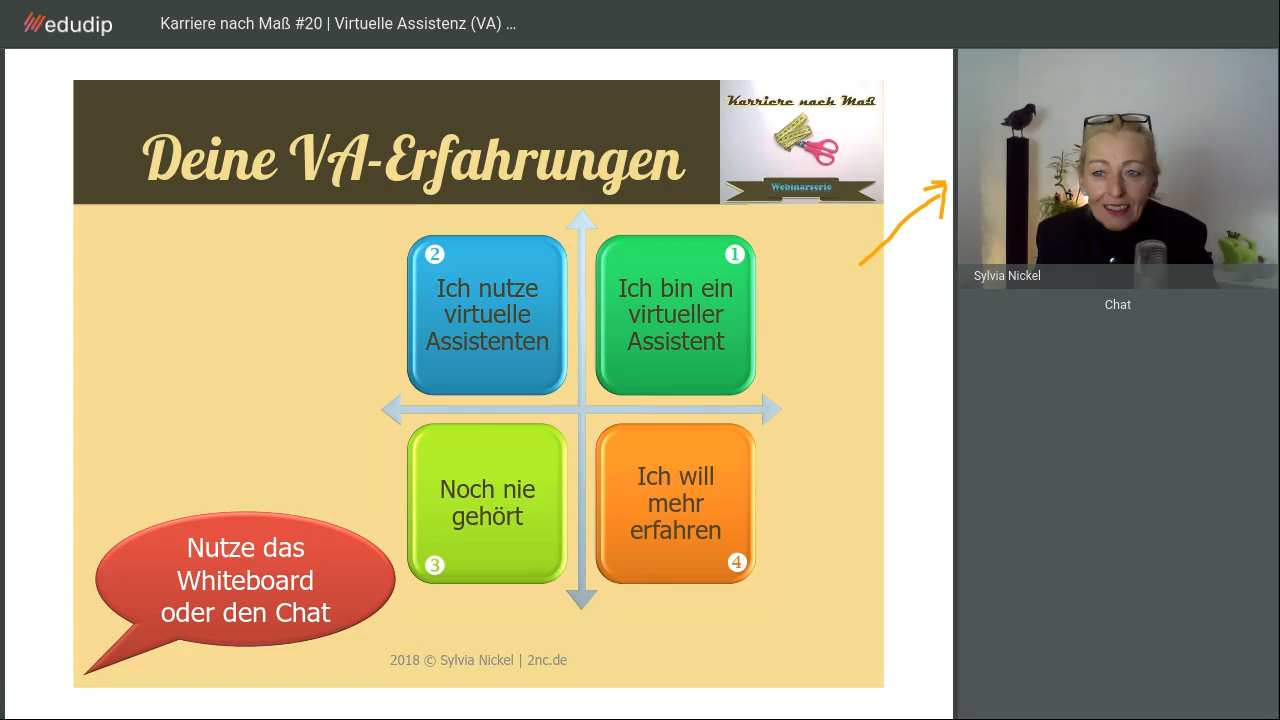 edudip
Karriere nach Maß #20 | Virtuelle Assistenz (VA) ...
Deine VA-Erfahrungen
Karriere nach Maß
Webinarserie
2
Ich nutze
virtuelle
Assistenten
1
Ich bin ein
virtueller
Assistent
Noch nie
gehört
3
Ich will
mehr
erfahren
4
Nutze das
Whiteboard
oder den Chat
2018 © Sylvia Nickel | 2nc.de
Sylvia Nickel
Chat